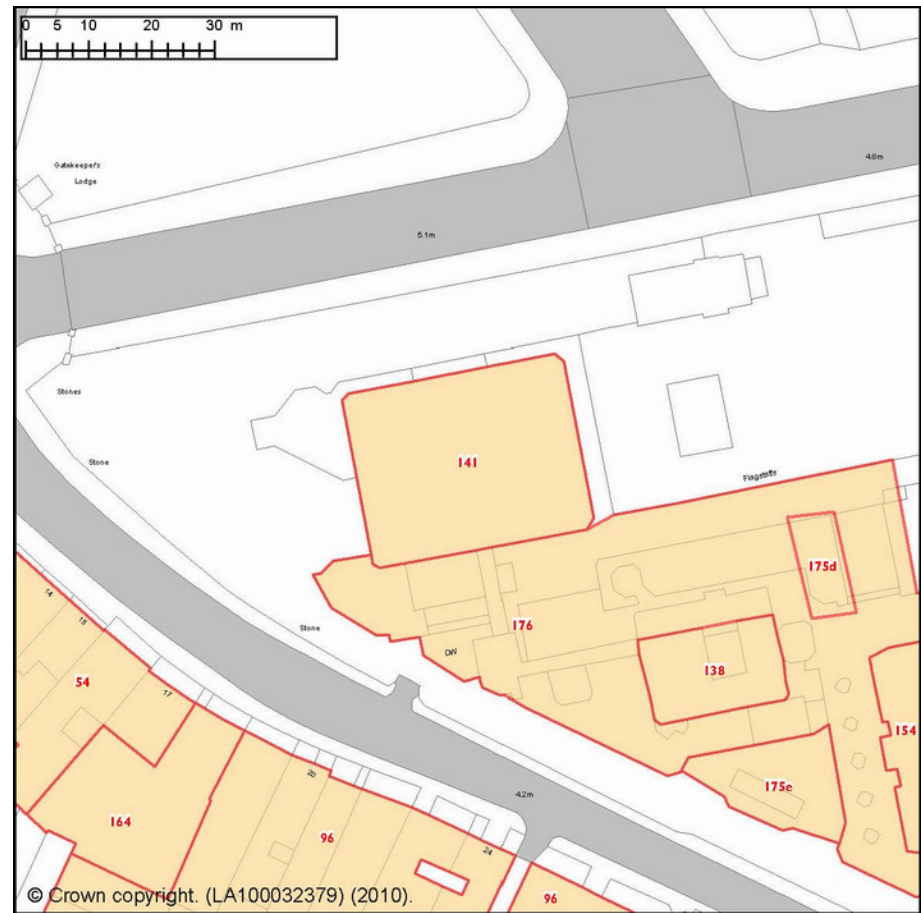 0 5 10 20 30 m
4.8m
Gatekeeper's
Lodge
5.1m
Stones
Stone
141
Flagstaffs
175d
14
16
Stone
176
DW
138
54
17
154
175e
20
4.2m
164
96
24
96
© Crown copyright. (LA100032379) (2010).